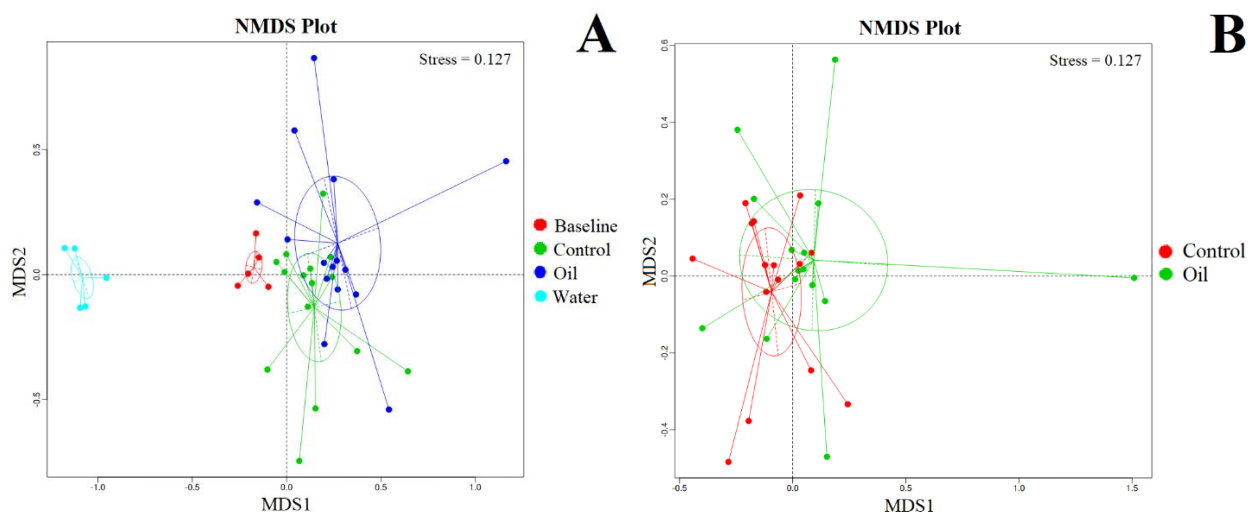 NMDS Plot
A
Stress = 0.127
0.5
0.0
-0.5
MDS2
-1.0
-0.5
0.0
0.5
1.0
MDS1
Baseline
Control
Oil
Water
NMDS Plot
B
Stress = 0.127
0.6
0.4
0.2
0.0
-0.2
-0.4
MDS2
-0.5
0.0
0.5
1.0
1.5
MDS1
Control
Oil